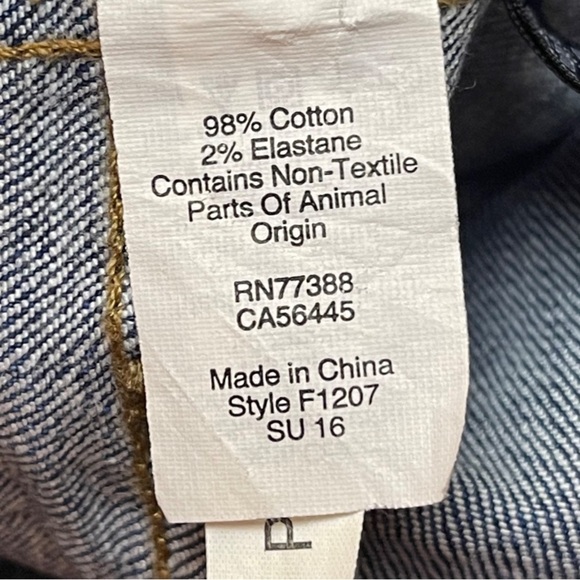 98% Cotton
2% Elastane
Contains Non-Textile
Parts Of Animal
Origin
RN77388
CA56445
Made in China
Style F1207
SU 16